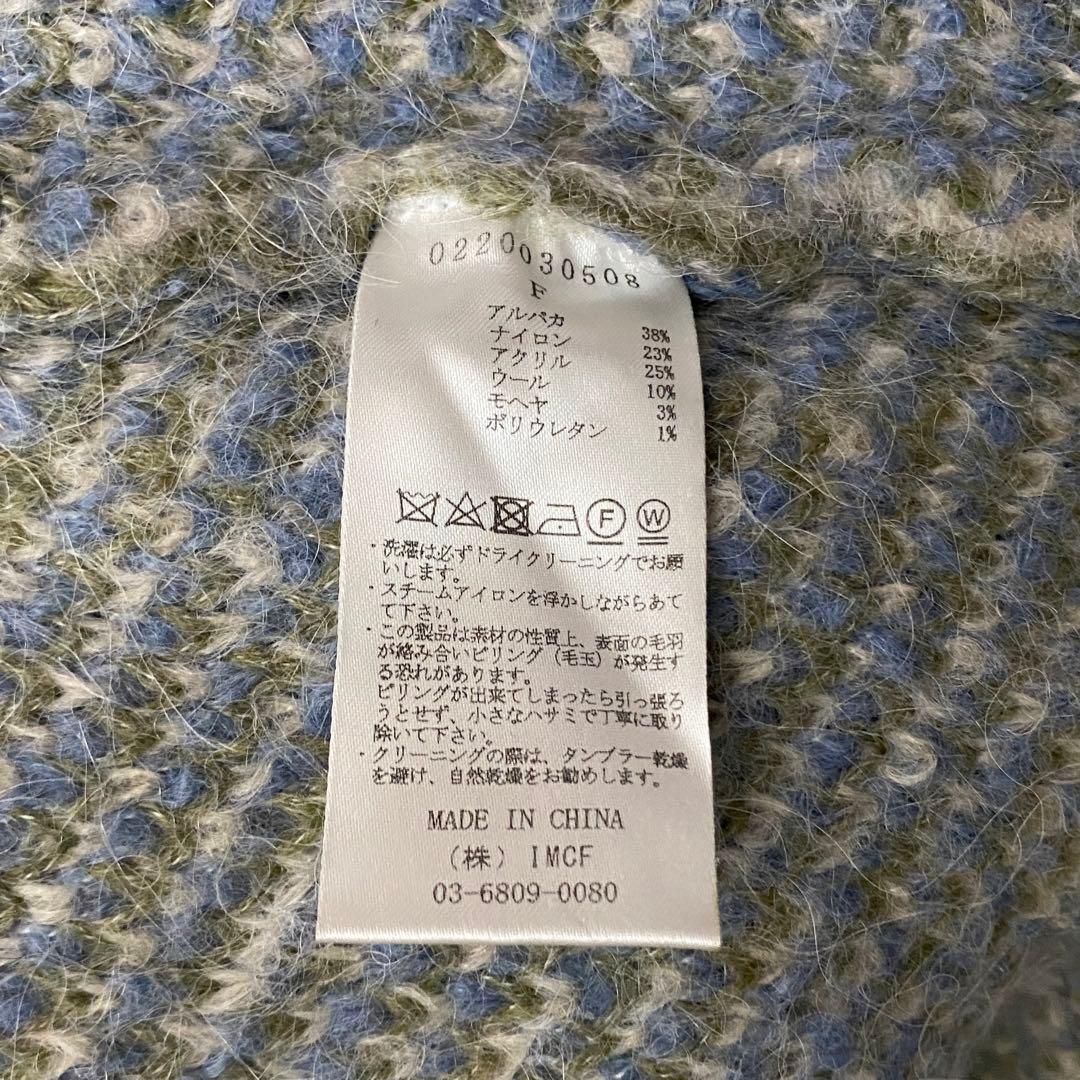 0220030508
F
アルパカ 38%
ナイロン 23%
アクリル 25%
ウール 10%
モヘヤ 3%
ポリウレタン 1%
F W
・洗濯は必ずドライクリーニングでお願
いします。
・スチームアイロンを浮かしながらあて
て下さい。
・この製品は素材の性質上、表面の毛羽
が絡み合いピリング（毛玉）が発生す
る恐れがあります。
ピリングが出来てしまったら引っ張ろ
うとせず、小さなハサミで丁寧に取り
除いて下さい。
・クリーニングの際は、タンブラー乾燥
を避け、自然乾燥をお勧めします。
MADE IN CHINA
（株）IMCF
03-6809-0080